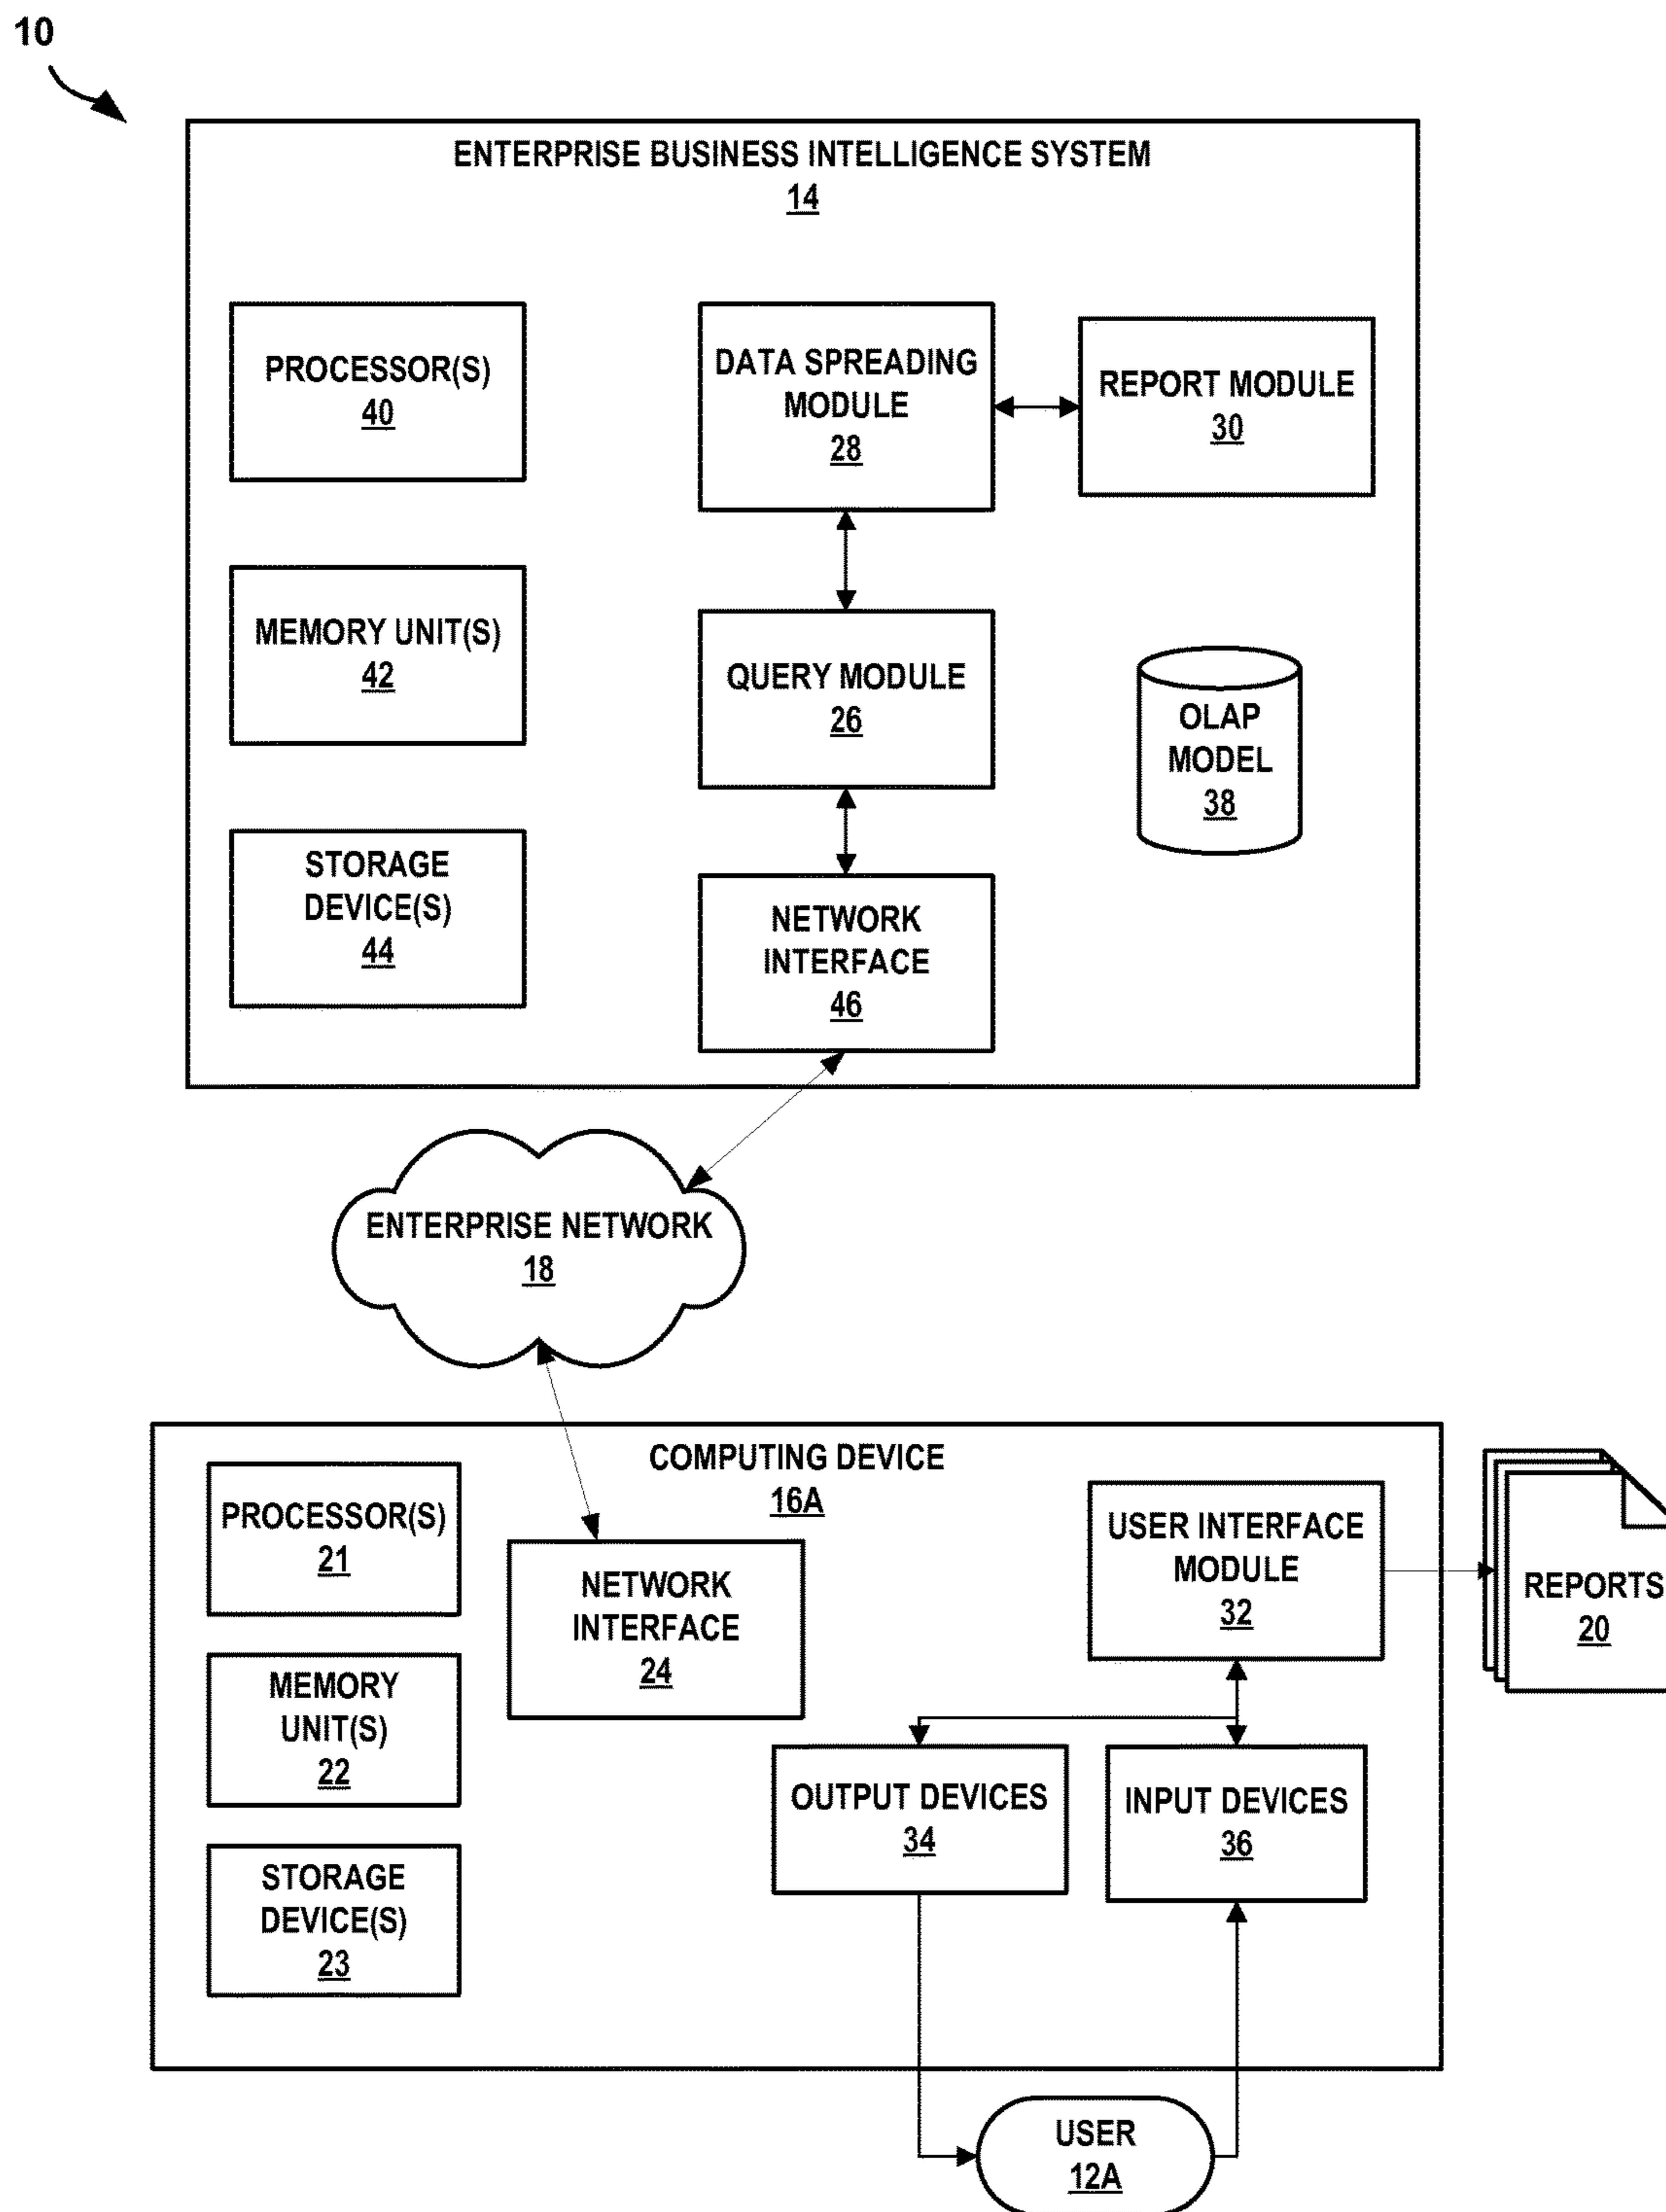 10
ENTERPRISE BUSINESS INTELLIGENCE SYSTEM
14
PROCESSOR(S)
40
DATA SPREADING
MODULE
28
REPORT MODULE
30
MEMORY UNIT(S)
42
QUERY MODULE
26
OLAP
MODEL
38
STORAGE
DEVICE(S)
44
NETWORK
INTERFACE
46
ENTERPRISE NETWORK
18
COMPUTING DEVICE
16A
PROCESSOR(S)
21
NETWORK
INTERFACE
24
USER INTERFACE
MODULE
32
REPORTS
20
MEMORY
UNIT(S)
22
OUTPUT DEVICES
34
INPUT DEVICES
36
STORAGE
DEVICE(S)
23
USER
12A